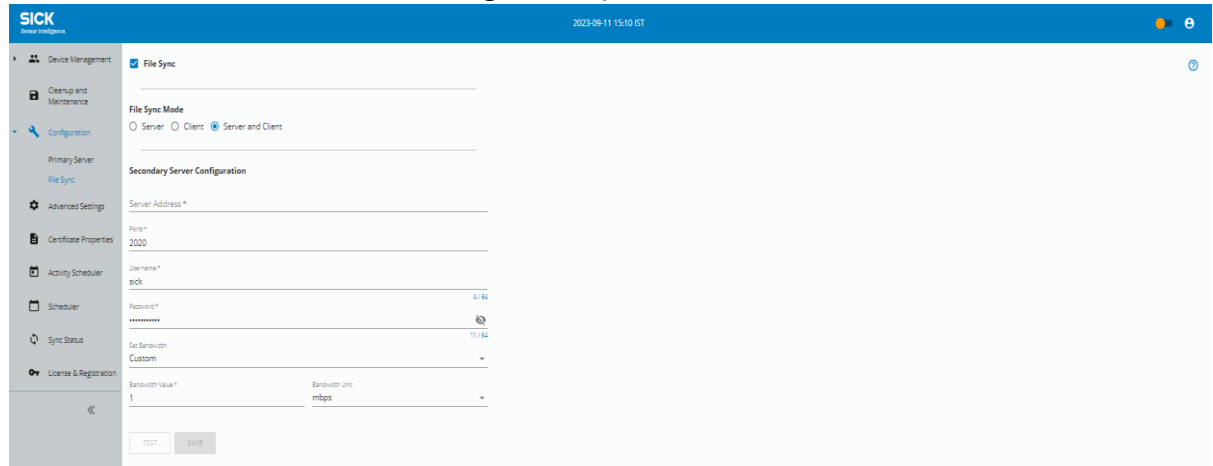 SICK
Sensor Intelligence.
2023-09-11 15:10 IST
Device Management
Cleanup and
Maintenance
Configuration
Primary Server
File Sync
Advanced Settings
Certificate Properties
Activity Scheduler
Scheduler
Sync Status
License & Registration
File Sync
File Sync Mode
Server Client Server and Client
Secondary Server Configuration
Server Address *
Ports *
2020
Username *
sick
4 / 64
Password *
•••••••••••
11 / 64
Set Bandwidth
Custom
Bandwidth Value * Bandwidth Unit
1 mbps
TEST SAVE